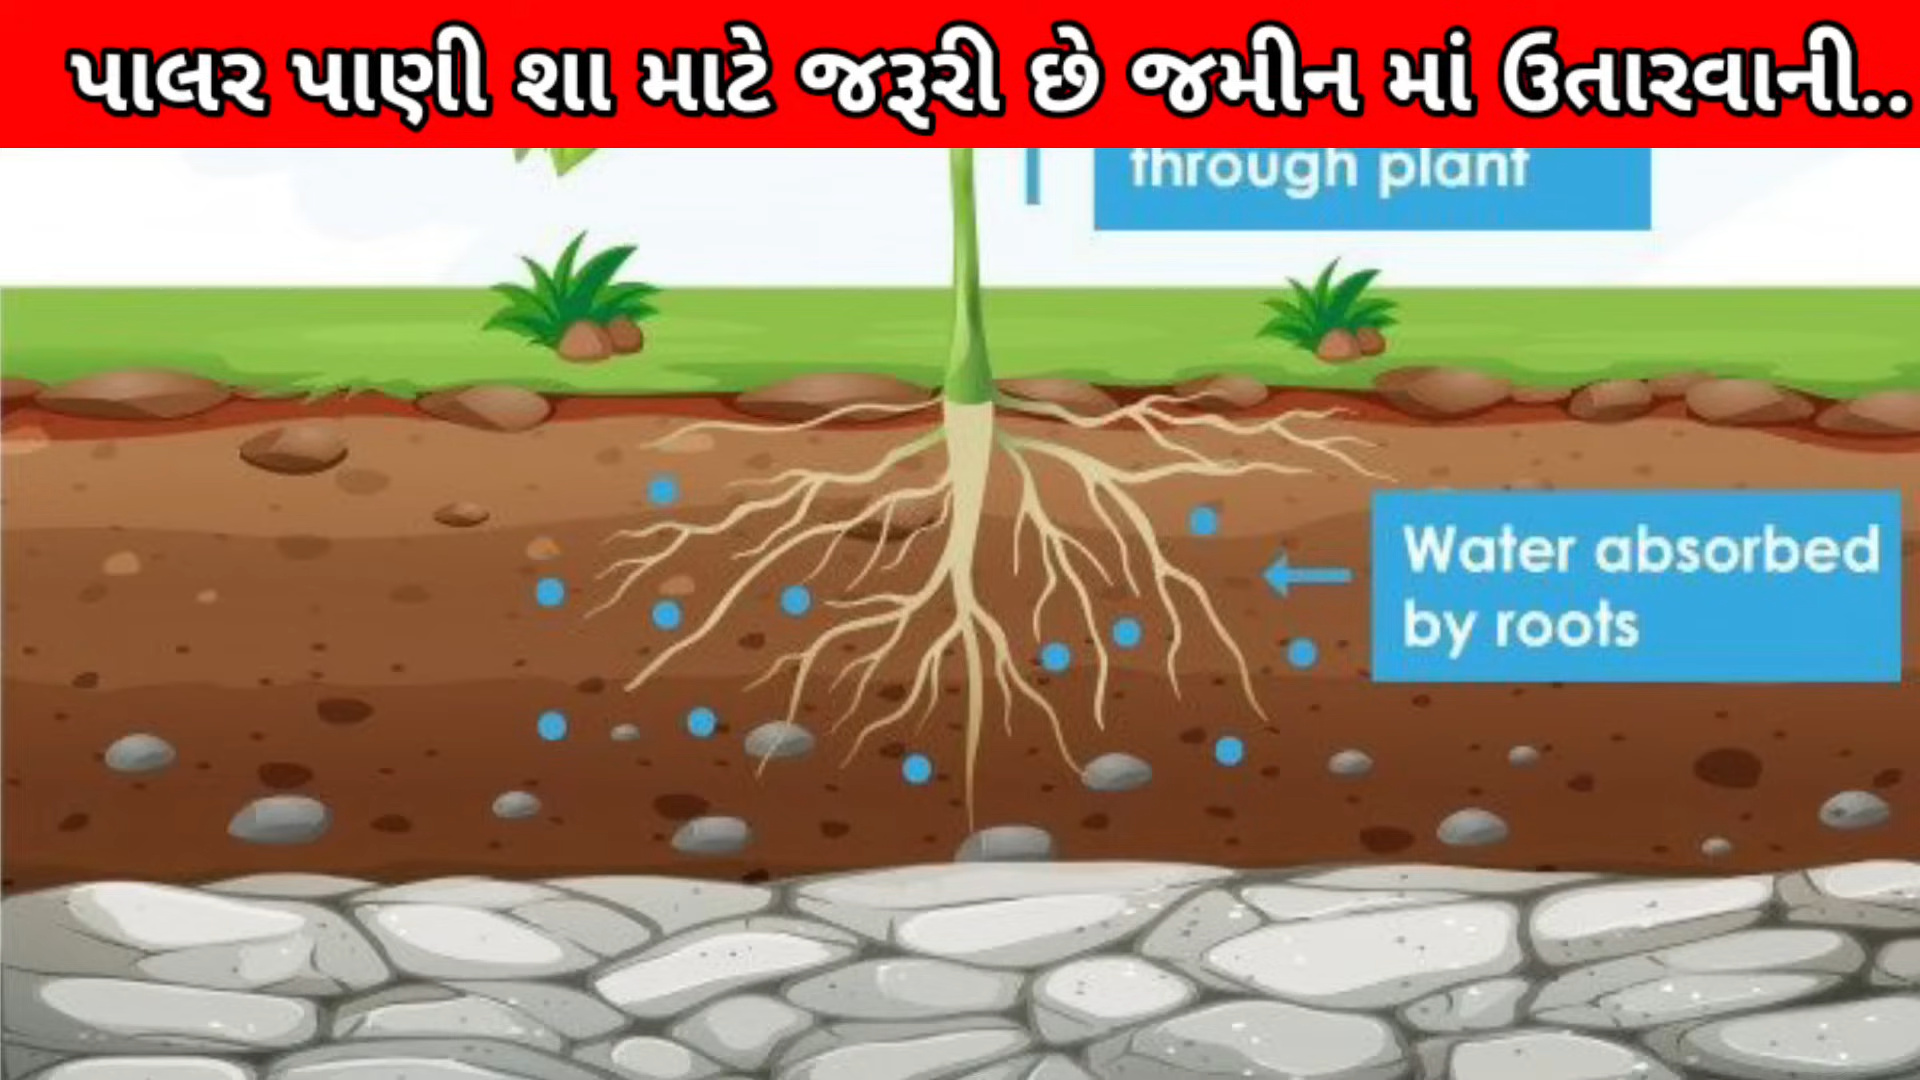 પાલર પાણી શા માટે જરૂરી છે જમીન માં ઉતારવાની..
through plant
Water absorbed
by roots